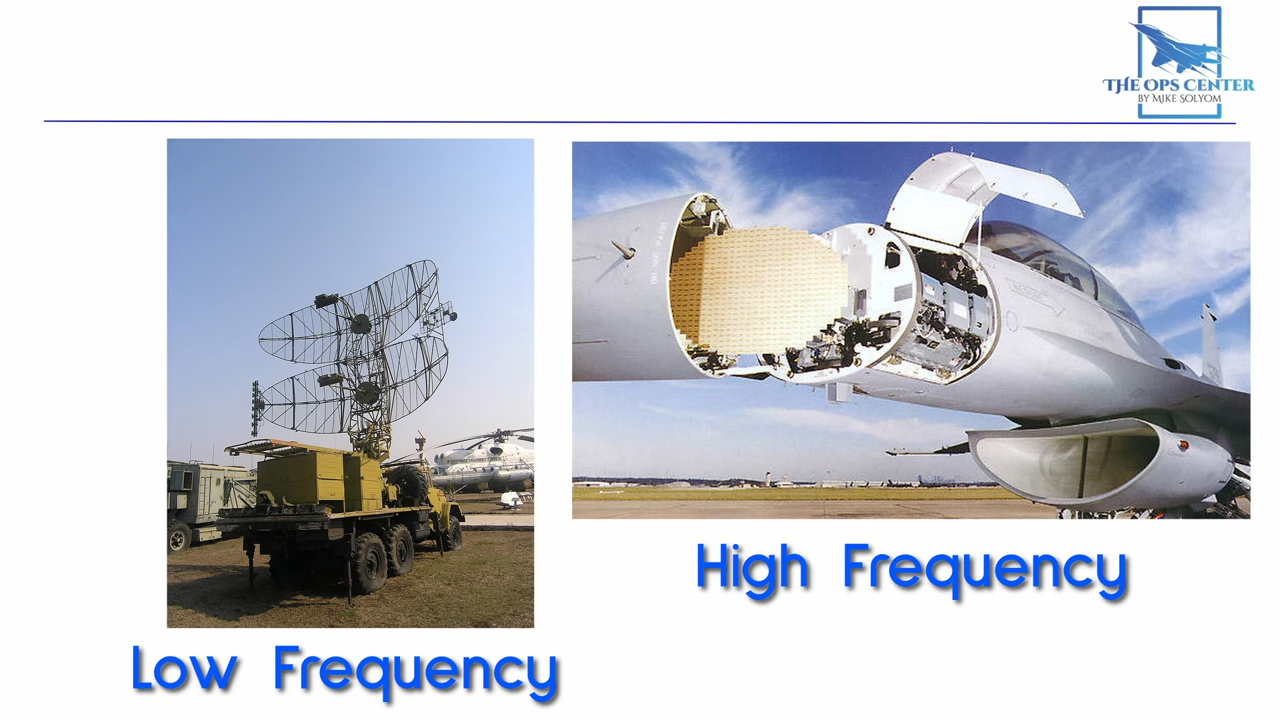 THE OPS CENTER
BY MIKE SOLYOM
High Frequency
Low Frequency